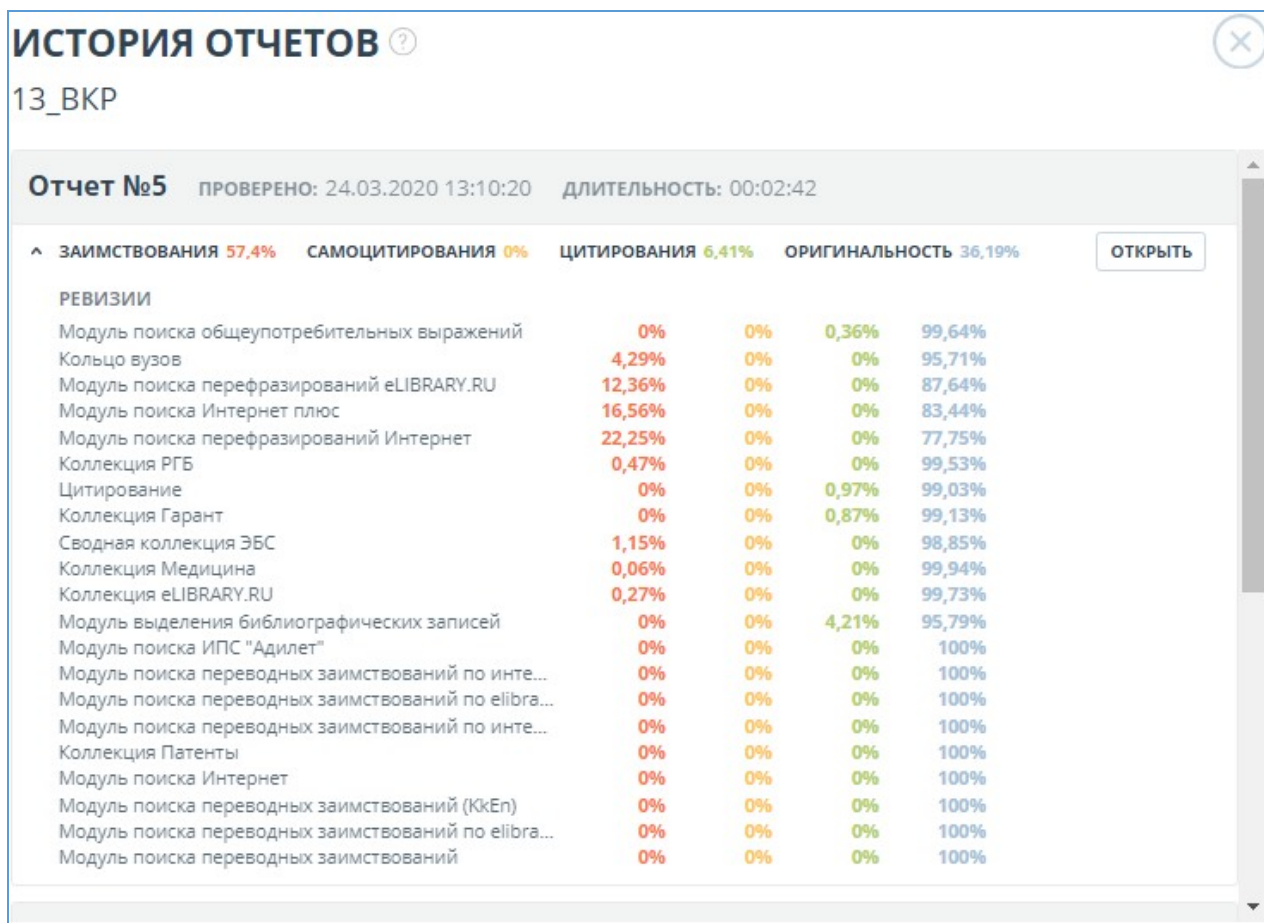 ИСТОРИЯ ОТЧЕТОВ ?
13_ВКР
Отчет №5 ПРОВЕРЕНО: 24.03.2020 13:10:20 ДЛИТЕЛЬНОСТЬ: 00:02:42
ЗАИМСТВОВАНИЯ 57,4% САМОЦИТИРОВАНИЯ 0% ЦИТИРОВАНИЯ 6,41% ОРИГИНАЛЬНОСТЬ 36,19% ОТКРЫТЬ
РЕВИЗИИ
Модуль поиска общеупотребительных выражений 0% 0% 0,36% 99,64%
Кольцо вузов 4,29% 0% 0% 95,71%
Модуль поиска перефразирований eLIBRARY.RU 12,36% 0% 0% 87,64%
Модуль поиска Интернет плюс 16,56% 0% 0% 83,44%
Модуль поиска перефразирований Интернет 22,25% 0% 0% 77,75%
Коллекция РГБ 0,47% 0% 0% 99,53%
Цитирование 0% 0% 0,97% 99,03%
Коллекция Гарант 0% 0% 0,87% 99,13%
Сводная коллекция ЭБС 1,15% 0% 0% 98,85%
Коллекция Медицина 0,06% 0% 0% 99,94%
Коллекция eLIBRARY.RU 0,27% 0% 0% 99,73%
Модуль выделения библиографических записей 0% 0% 4,21% 95,79%
Модуль поиска ИПС "Адилет" 0% 0% 0% 100%
Модуль поиска переводных заимствований по инте... 0% 0% 0% 100%
Модуль поиска переводных заимствований по elibra... 0% 0% 0% 100%
Модуль поиска переводных заимствований по инте... 0% 0% 0% 100%
Коллекция Патенты 0% 0% 0% 100%
Модуль поиска Интернет 0% 0% 0% 100%
Модуль поиска переводных заимствований (KkEn) 0% 0% 0% 100%
Модуль поиска переводных заимствований по elibra... 0% 0% 0% 100%
Модуль поиска переводных заимствований 0% 0% 0% 100%